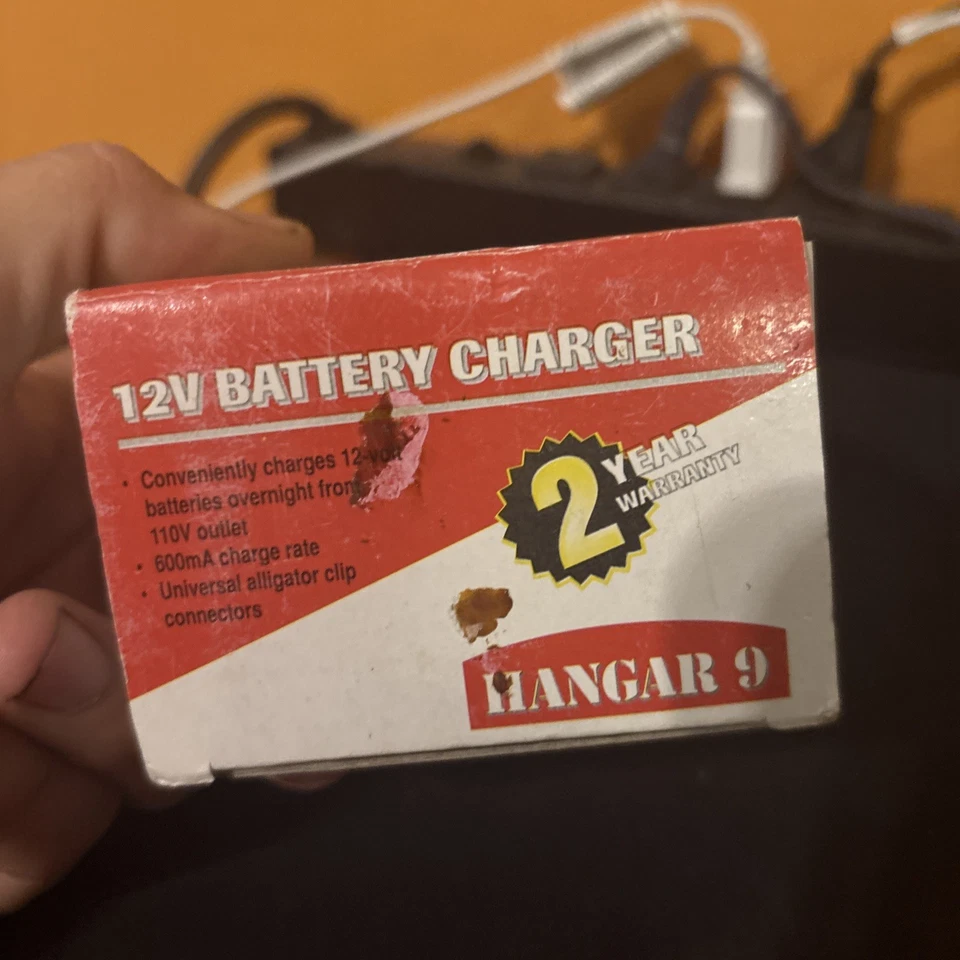 12V BATTERY CHARGER
• Conveniently charges 12-volt
batteries overnight from
110V outlet
• 600mA charge rate
• Universal alligator clip
connectors
2 YEAR
WARRANTY
HANGAR 9